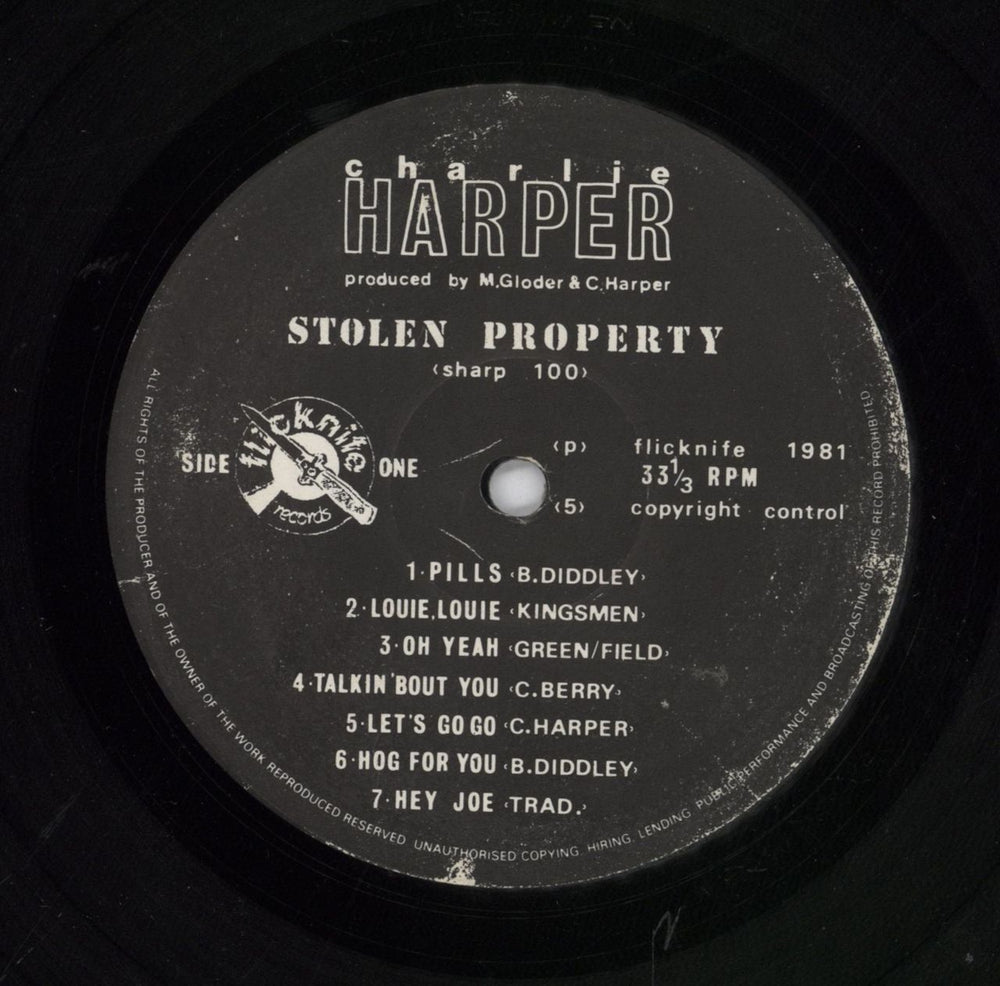 charlie
HARPER
produced by M.Gloder & C.Harper
STOLEN PROPERTY
(sharp 100)
SIDE ONE
flicknife
records
(p) flicknife 1981
33⅓ RPM
(5) copyright control
1·PILLS (B.DIDDLEY)
2·LOUIE,LOUIE (KINGSMEN)
3·OH YEAH (GREEN/FIELD)
4·TALKIN'BOUT YOU (C.BERRY)
5·LET'S GO GO (C.HARPER)
6·HOG FOR YOU (B.DIDDLEY)
7·HEY JOE (TRAD.)
ALL RIGHTS OF THE PRODUCER AND OF THE OWNER OF THE WORK REPRODUCED RESERVED UNAUTHORISED COPYING. HIRING. LENDING. PUBLIC PERFORMANCE AND BROADCASTING OF THIS RECORD PROHIBITED